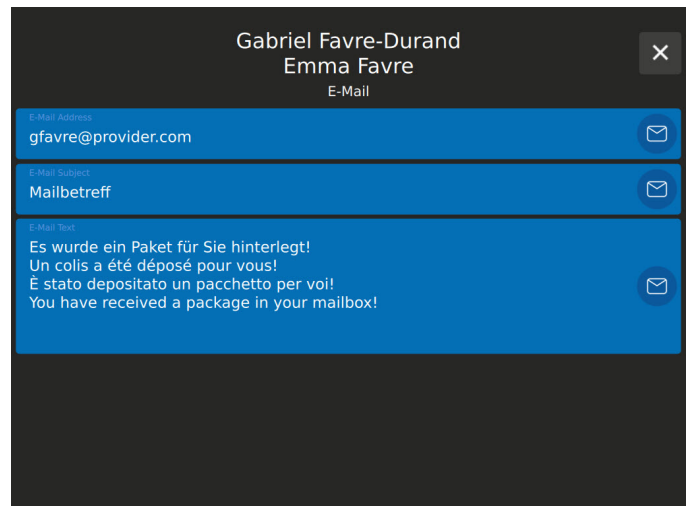 Gabriel Favre-Durand
Emma Favre
E-Mail
E-Mail Address
gfavre@provider.com
E-Mail Subject
Mailbetreff
E-Mail Text
Es wurde ein Paket für Sie hinterlegt!
Un colis a été déposé pour vous!
È stato depositato un pacchetto per voi!
You have received a package in your mailbox!